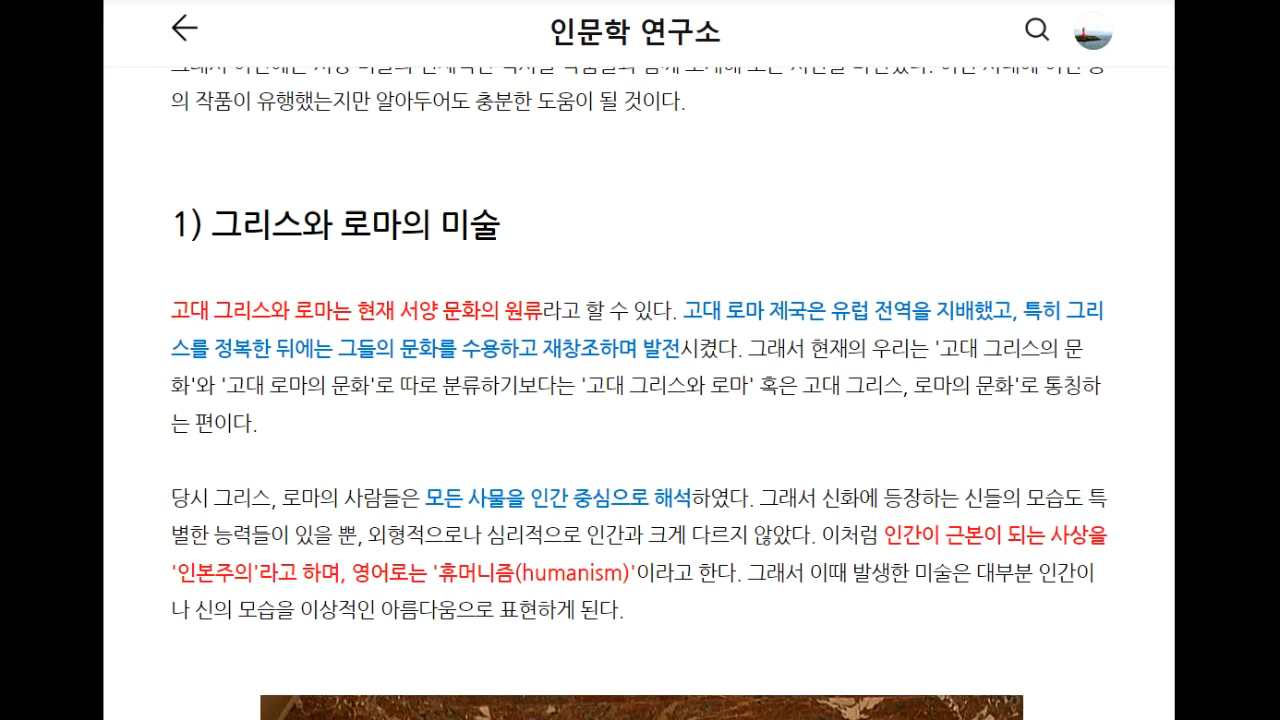 인문학 연구소
의 작품이 유행했는지만 알아두어도 충분한 도움이 될 것이다.
1) 그리스와 로마의 미술
고대 그리스와 로마는 현재 서양 문화의 원류라고 할 수 있다. 고대 로마 제국은 유럽 전역을 지배했고, 특히 그리
스를 정복한 뒤에는 그들의 문화를 수용하고 재창조하며 발전시켰다. 그래서 현재의 우리는 '고대 그리스의 문
화'와 '고대 로마의 문화'로 따로 분류하기보다는 '고대 그리스와 로마' 혹은 고대 그리스, 로마의 문화'로 통칭하
는 편이다.
당시 그리스, 로마의 사람들은 모든 사물을 인간 중심으로 해석하였다. 그래서 신화에 등장하는 신들의 모습도 특
별한 능력들이 있을 뿐, 외형적으로나 심리적으로 인간과 크게 다르지 않았다. 이처럼 인간이 근본이 되는 사상을
'인본주의'라고 하며, 영어로는 '휴머니즘(humanism)'이라고 한다. 그래서 이때 발생한 미술은 대부분 인간이
나 신의 모습을 이상적인 아름다움으로 표현하게 된다.